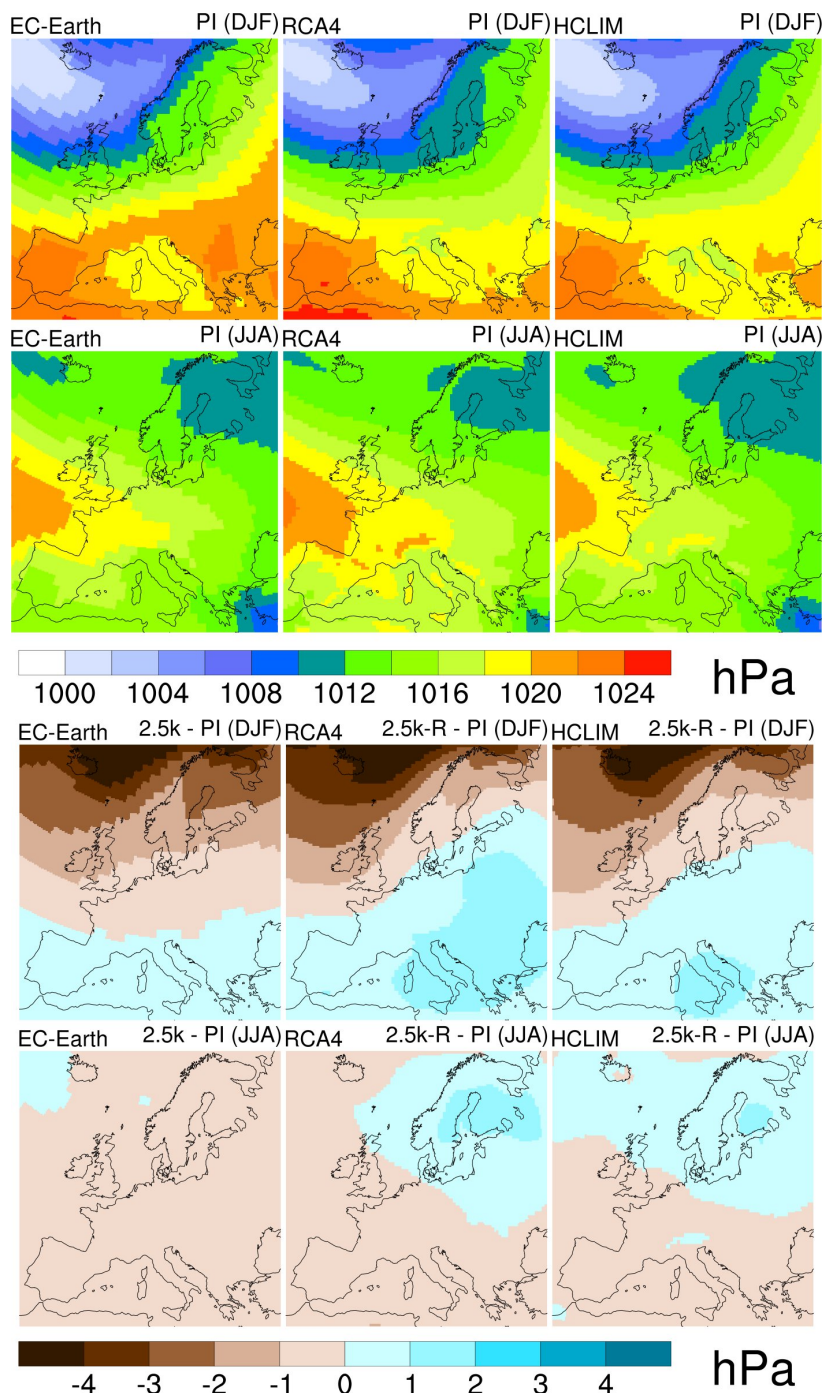 EC-Earth PI (DJF) RCA4 PI (DJF) HCLIM PI (DJF)
EC-Earth PI (JJA) RCA4 PI (JJA) HCLIM PI (JJA)
1000 1004 1008 1012 1016 1020 1024 hPa
EC-Earth 2.5k - PI (DJF) RCA4 2.5k-R - PI (DJF) HCLIM 2.5k-R - PI (DJF)
EC-Earth 2.5k - PI (JJA) RCA4 2.5k-R - PI (JJA) HCLIM 2.5k-R - PI (JJA)
-4 -3 -2 -1 0 1 2 3 4 hPa